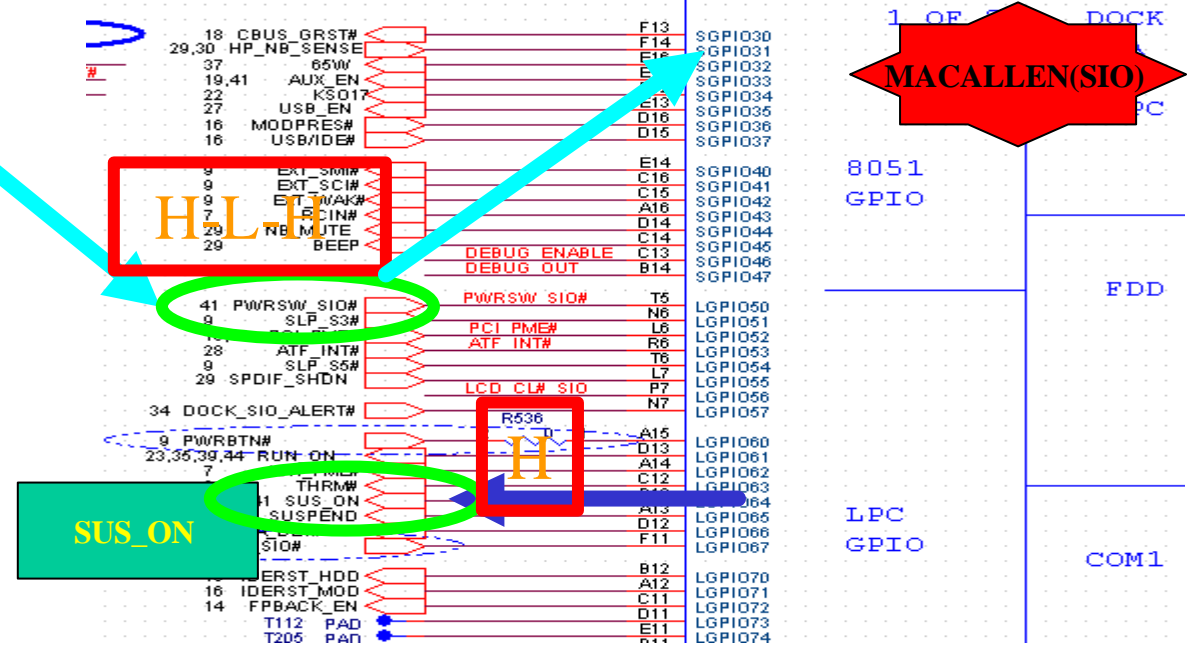 1 OF DOCK
18 CBUS_GRST# F13 SGPIO30
29,30 HP_NB_SENSE F14 SGPIO31
37 65W E16 SGPIO32
19,41 AUX_EN SGPIO33
22 KSO17 SGPIO34
27 USB_EN E13 SGPIO35
16 MODPRES# D16 SGPIO36
16 USB/IDE# D15 SGPIO37
MACALLEN(SIO)
9 EXT_SMI# E14 SGPIO40
9 EXT_SCI# C16 SGPIO41
9 EXT_WAK# C15 SGPIO42
7 RCIN# A16 SGPIO43
29 NB_MUTE D14 SGPIO44
29 BEEP C14 SGPIO45
DEBUG_ENABLE C13 SGPIO46
DEBUG_OUT B14 SGPIO47
H-L-H
8051
GPIO
41 PWRSW_SIO# PWRSW_SIO# T5 LGPIO50
9 SLP_S3# N6 LGPIO51
PCI_PME# L6 LGPIO52
28 ATF_INT# ATF_INT# R6 LGPIO53
9 SLP_S5# T6 LGPIO54
29 SPDIF_SHDN L7 LGPIO55
LCD_CL#_SIO P7 LGPIO56
34 DOCK_SIO_ALERT# N7 LGPIO57
FDD
R536
0
9 PWRBTN# A15 LGPIO60
23,35,39,44 RUN_ON D13 LGPIO61
7 A14 LGPIO62
THRM# C12 LGPIO63
SUS_ON
SUSPEND A13 LGPIO65
D12 LGPIO66
SIO# F11 LGPIO67
H
SUS_ON
LPC
GPIO
COM1
IDERST_HDD B12 LGPIO70
16 IDERST_MOD A12 LGPIO71
14 FPBACK_EN C11 LGPIO72
T112 PAD D11 LGPIO73
T205 PAD E11 LGPIO74